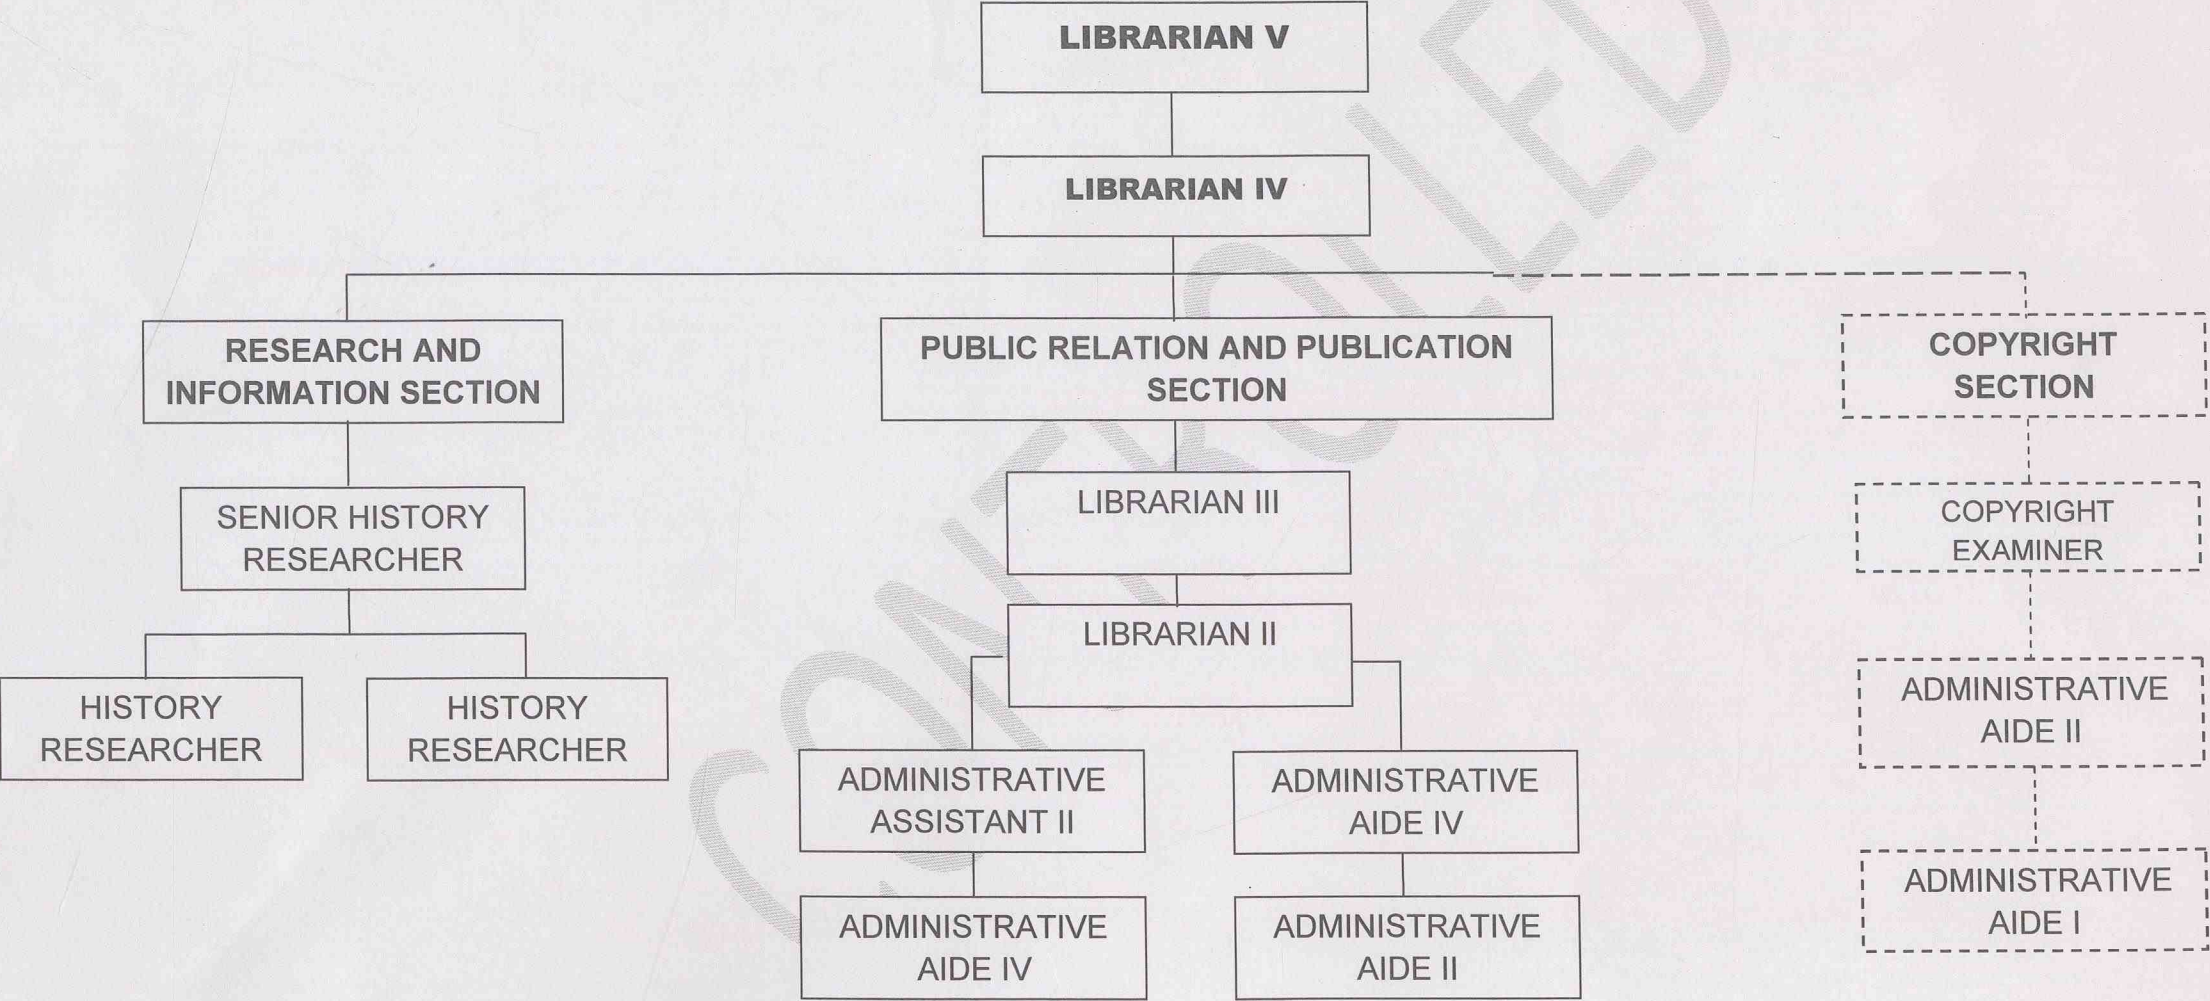 LIBRARIAN V
LIBRARIAN IV
RESEARCH AND
INFORMATION SECTION
PUBLIC RELATION AND PUBLICATION
SECTION
COPYRIGHT
SECTION
SENIOR HISTORY
RESEARCHER
LIBRARIAN III
COPYRIGHT
EXAMINER
LIBRARIAN II
HISTORY
RESEARCHER
HISTORY
RESEARCHER
ADMINISTRATIVE
AIDE II
ADMINISTRATIVE
ASSISTANT II
ADMINISTRATIVE
AIDE IV
ADMINISTRATIVE
AIDE I
ADMINISTRATIVE
AIDE IV
ADMINISTRATIVE
AIDE II
CONTROLLED